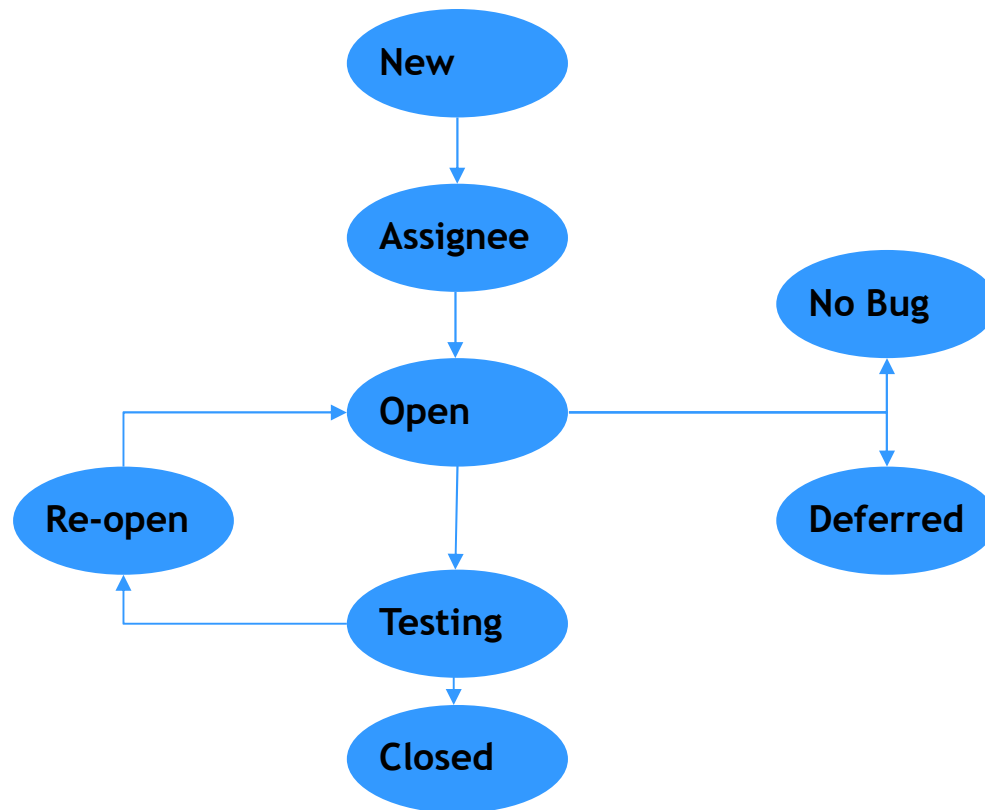 New
Assignee
No Bug
Open
Re-open
Deferred
Testing
Closed